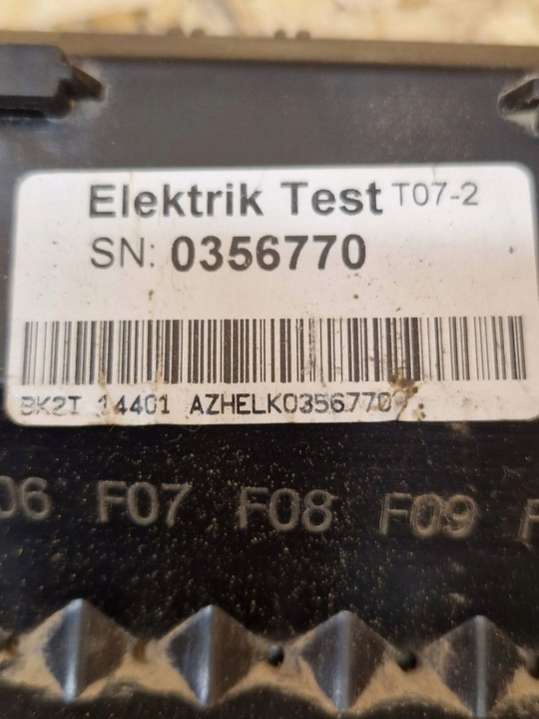 Elektrik Test T07-2
SN: 0356770
BK2T 14401 AZHELK03567709
06 F07 F08 F09 F